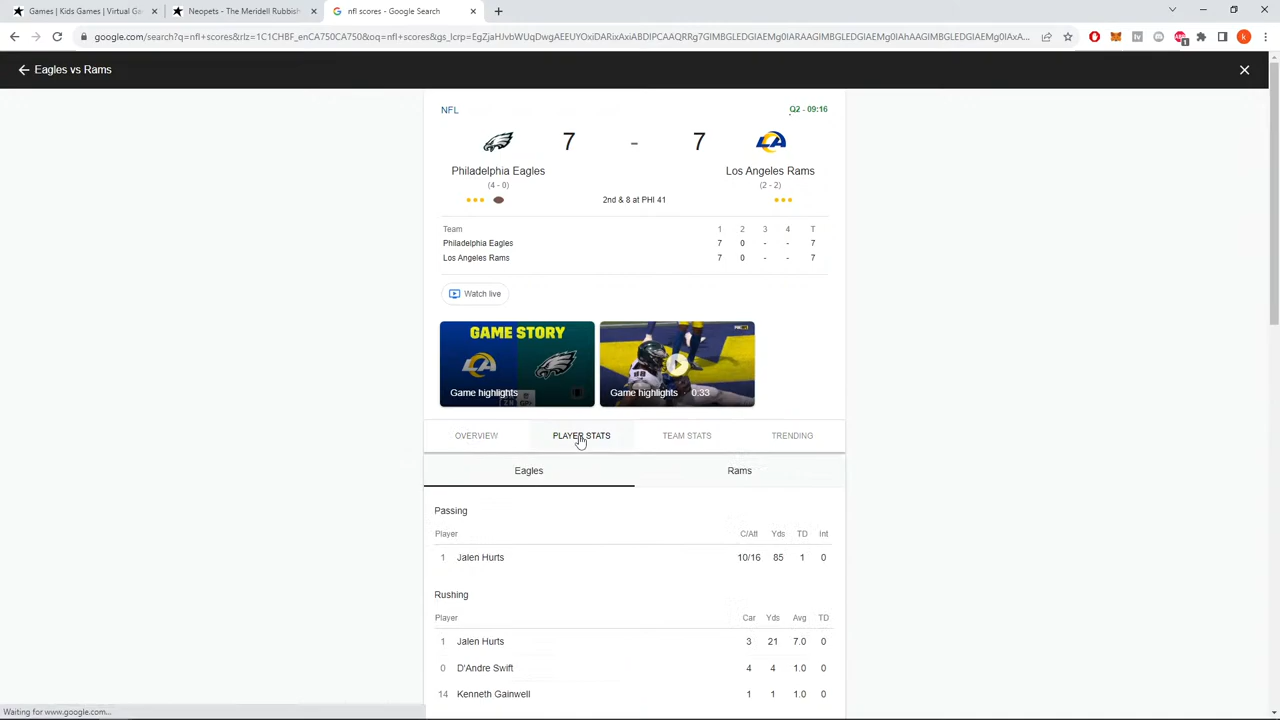 Games | Kids Games | Virtual Ga
Neopets - The Meridell Rubbish
nfl scores - Google Search
google.com/search?q=nfl+scores&rlz=1C1CHBF_enCA750CA750&oq=nfl+scores&gs_lcrp=
Eagles vs Rams
NFL
Q2 - 09:16
7 - 7
Philadelphia Eagles
Los Angeles Rams
(4 - 0)
(2 - 2)
2nd & 8 at PHI 41
Team 1 2 3 4 T
Philadelphia Eagles 7 0 - - 7
Los Angeles Rams 7 0 - - 7
Watch live
GAME STORY
Game highlights
Game highlights · 0:33
OVERVIEW PLAYER STATS TEAM STATS TRENDING
Eagles Rams
Passing
Player C/Att Yds TD Int
1 Jalen Hurts 10/16 85 1 0
Rushing
Player Car Yds Avg TD
1 Jalen Hurts 3 21 7.0 0
0 D'Andre Swift 4 4 1.0 0
14 Kenneth Gainwell 1 1 1.0 0
Waiting for www.google.com...